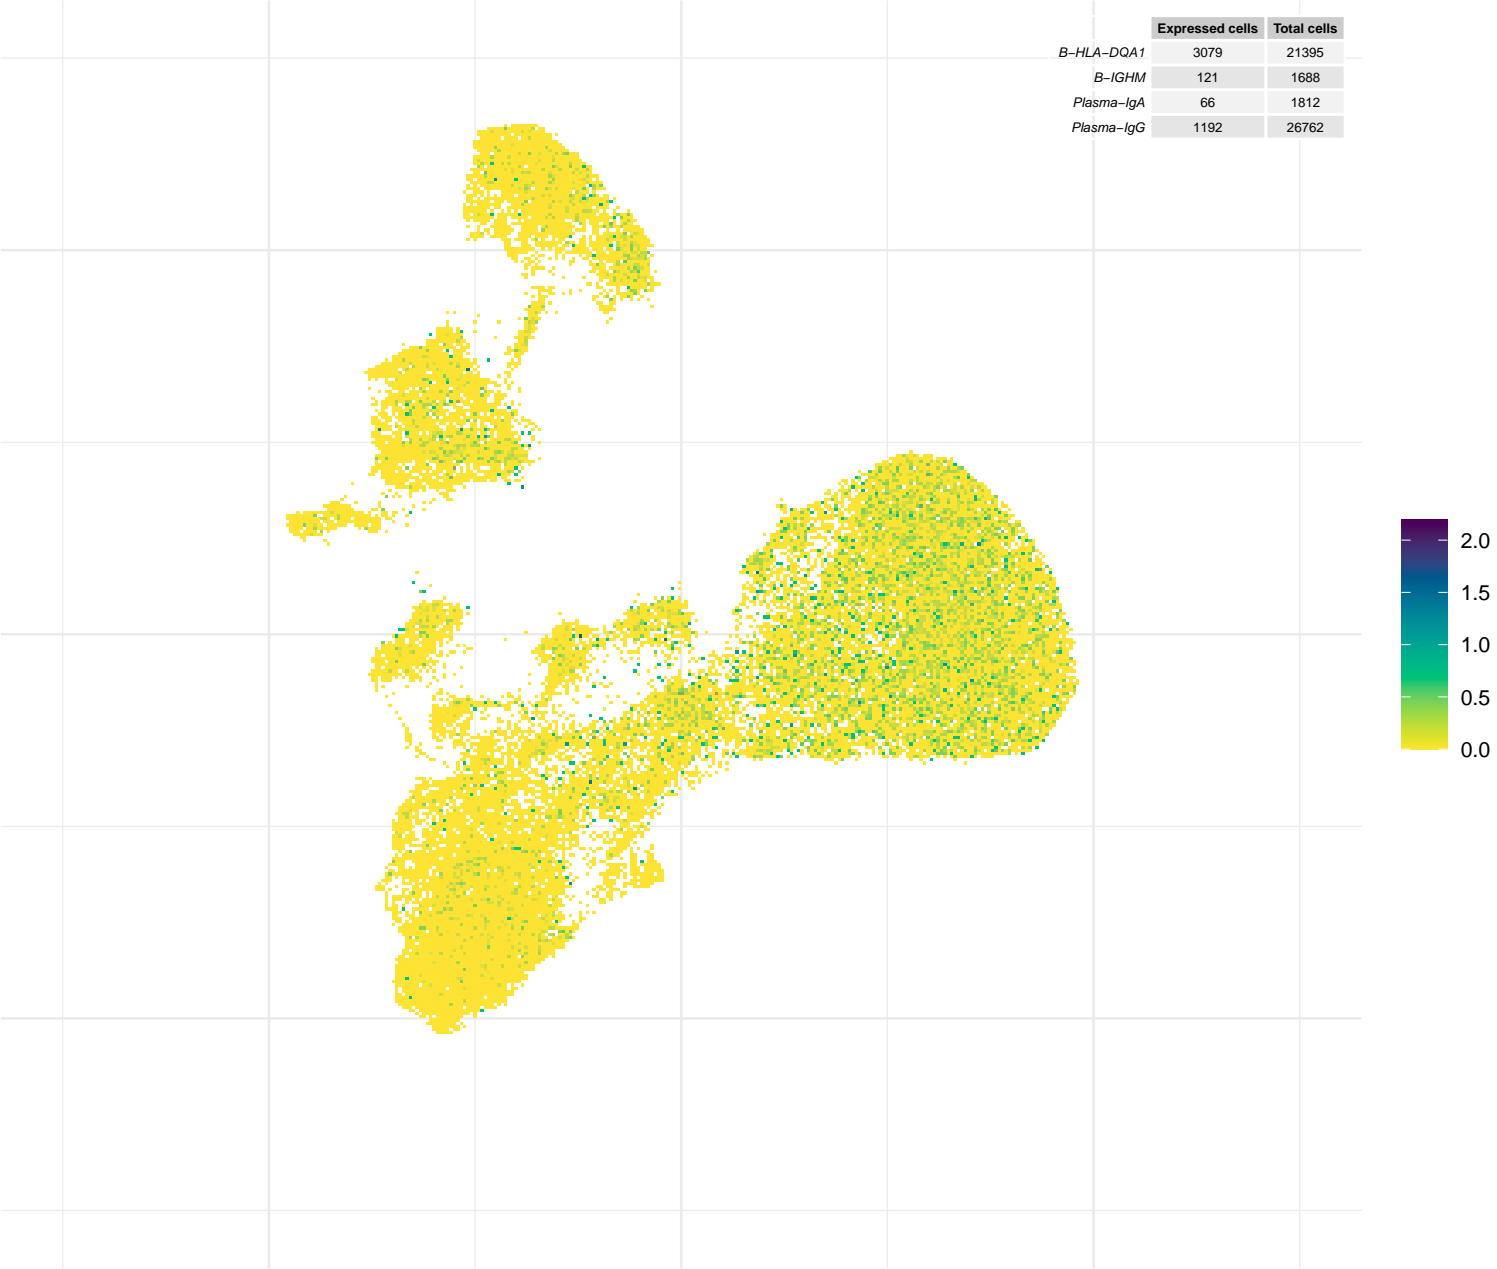 Expressed cells Total cells
B−HLA−DQA1 3079 21395
B−IGHM 121 1688
Plasma−IgA 66 1812
Plasma−IgG 1192 26762
2.0
1.5
1.0
0.5
0.0